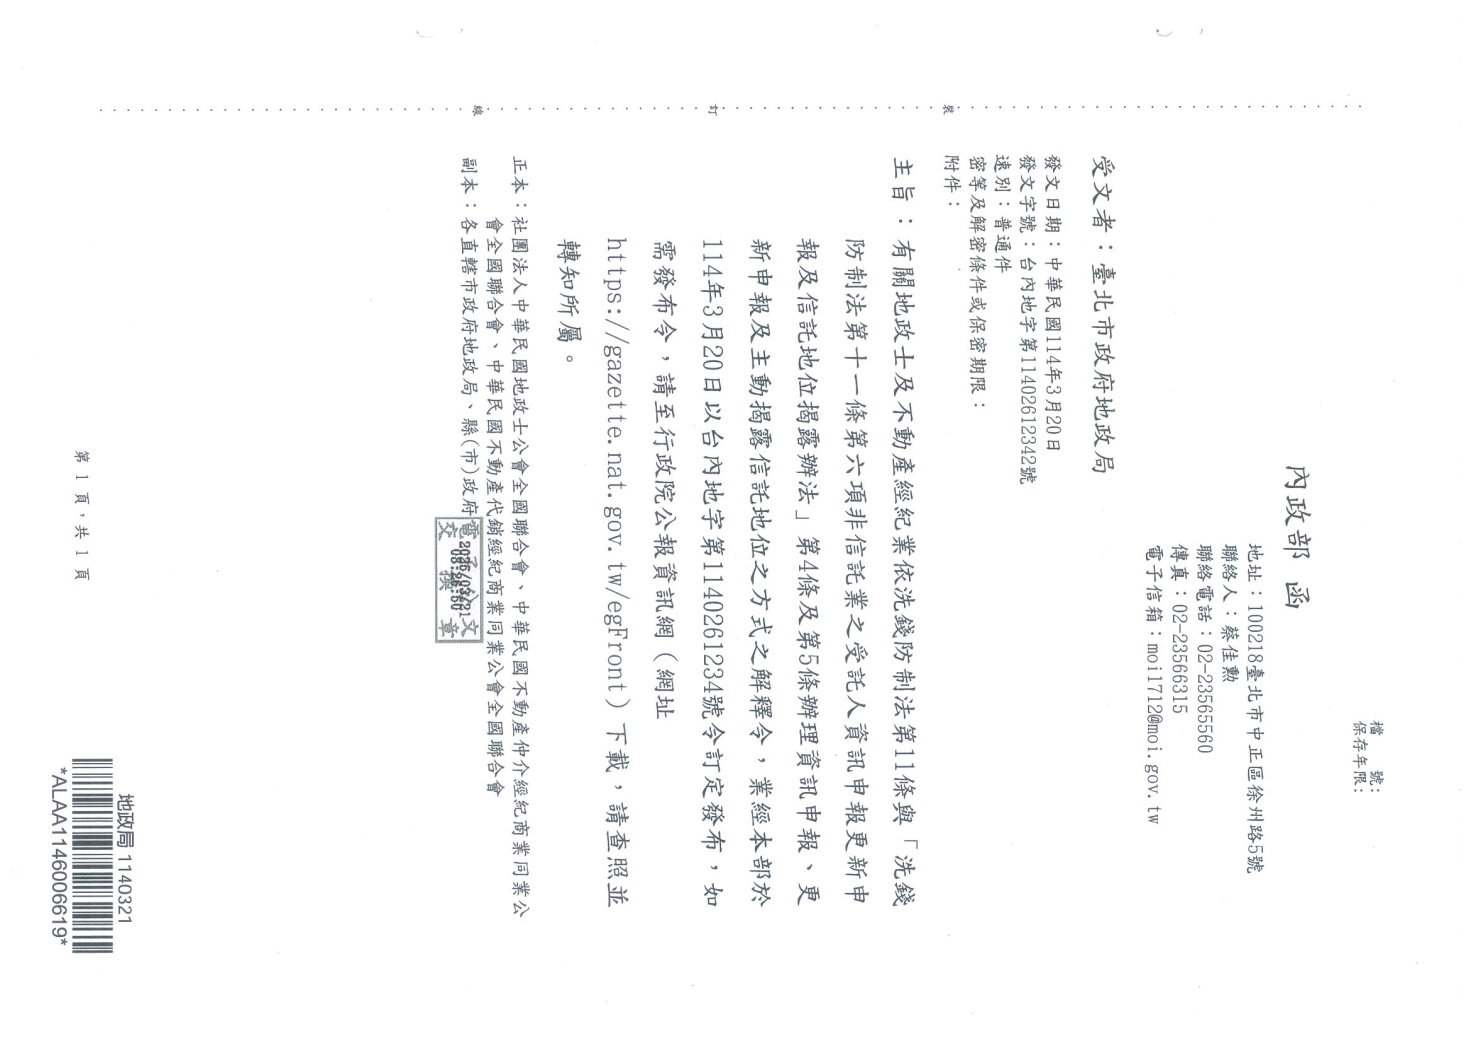 檔　　號：
保存年限：
內政部　函
地址：100218臺北市中正區徐州路5號
聯絡人：蔡佳勳
聯絡電話：02-23565560
傳真：02-23566315
電子信箱：moi1712@moi.gov.tw
受文者：臺北市政府地政局
發文日期：中華民國114年3月20日
發文字號：台內地字第11402612342號
速別：普通件
密等及解密條件或保密期限：
附件：
主旨：有關地政士及不動產經紀業依洗錢防制法第11條與「洗錢
防制法第十一條第六項非信託業之受託人資訊申報更新申
報及信託地位揭露辦法」第4條及第5條辦理資訊申報、更
新申報及主動揭露信託地位之方式之解釋令，業經本部於
114年3月20日以台內地字第1140261234號令訂定發布，如
需發布令，請至行政院公報資訊網（網址
https://gazette.nat.gov.tw/egFront）下載，請查照並
轉知所屬。
正本：社團法人中華民國地政士公會全國聯合會、中華民國不動產仲介經紀商業同業公
會全國聯合會、中華民國不動產代銷經紀商業同業公會全國聯合會
副本：各直轄市政府地政局、縣(市)政府
電子公文
2025/03/21
08:26:50
交換章
裝
訂
線
第 1 頁，共 1 頁
地政局 1140321
*ALAA1146006619*